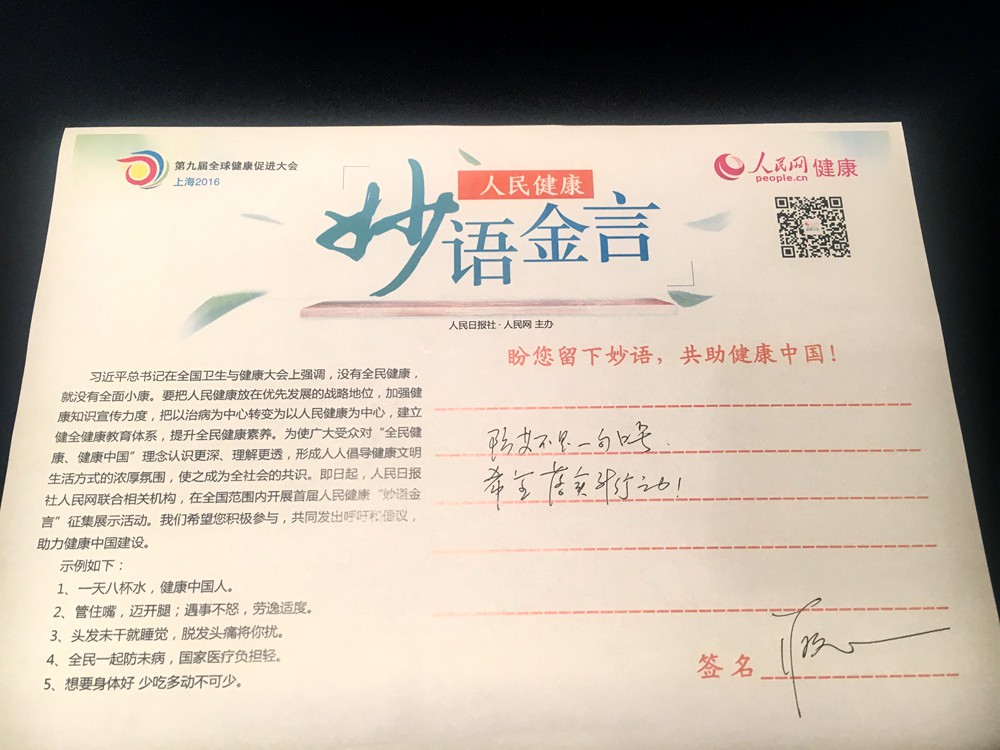 第九届全球健康促进大会
上海2016
人民网 健康
people.cn
人民健康
妙语金言
人民日报社·人民网 主办
习近平总书记在全国卫生与健康大会上强调，没有全民健康，
就没有全面小康。要把人民健康放在优先发展的战略地位，加强健
康知识宣传力度，把以治病为中心转变为以人民健康为中心，建立
健全健康教育体系，提升全民健康素养。为使广大受众对“全民健
康、健康中国”理念认识更深、理解更透，形成人人倡导健康文明
生活方式的浓厚氛围，使之成为全社会的共识。即日起，人民日报
社人民网联合相关机构，在全国范围内开展首届人民健康“妙语金
言”征集展示活动。我们希望您积极参与，共同发出呼吁和倡议，
助力健康中国建设。
示例如下：
1、一天八杯水，健康中国人。
2、管住嘴，迈开腿；遇事不怒，劳逸适度。
3、头发未干就睡觉，脱发头痛将你扰。
4、全民一起防未病，国家医疗负担轻。
5、想要身体好 少吃多动不可少。
盼您留下妙语，共助健康中国！
防艾不是一句口号.
希望落实到行动！
签名